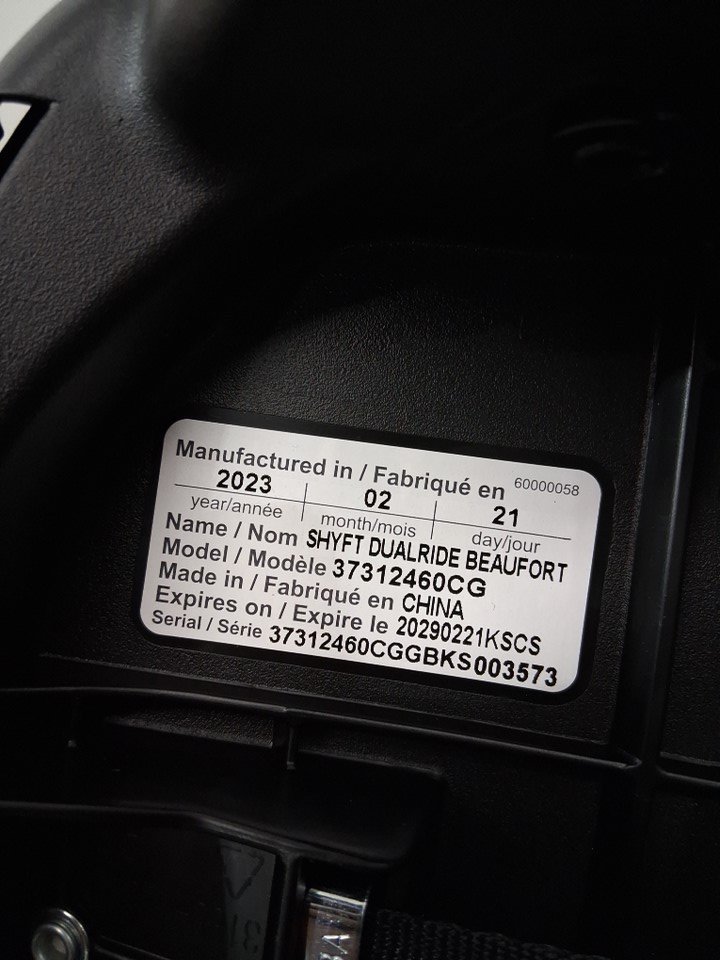 Manufactured in / Fabriqué en 60000058
2023 02 21
year/année month/mois day/jour
Name / Nom SHYFT DUALRIDE BEAUFORT
Model / Modèle 37312460CG
Made in / Fabriqué en CHINA
Expires on / Expire le 20290221KSCS
Serial / Série 37312460CGGBKS003573